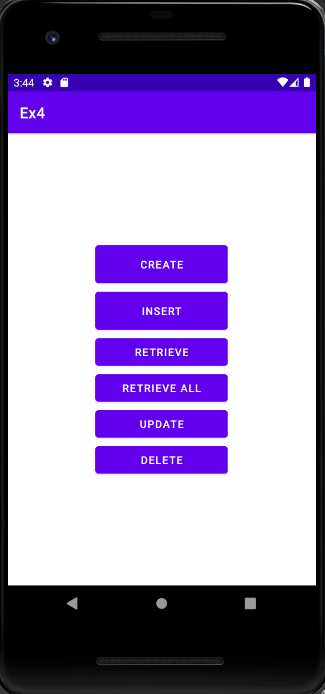 3:44
Ex4
CREATE
INSERT
RETRIEVE
RETRIEVE ALL
UPDATE
DELETE